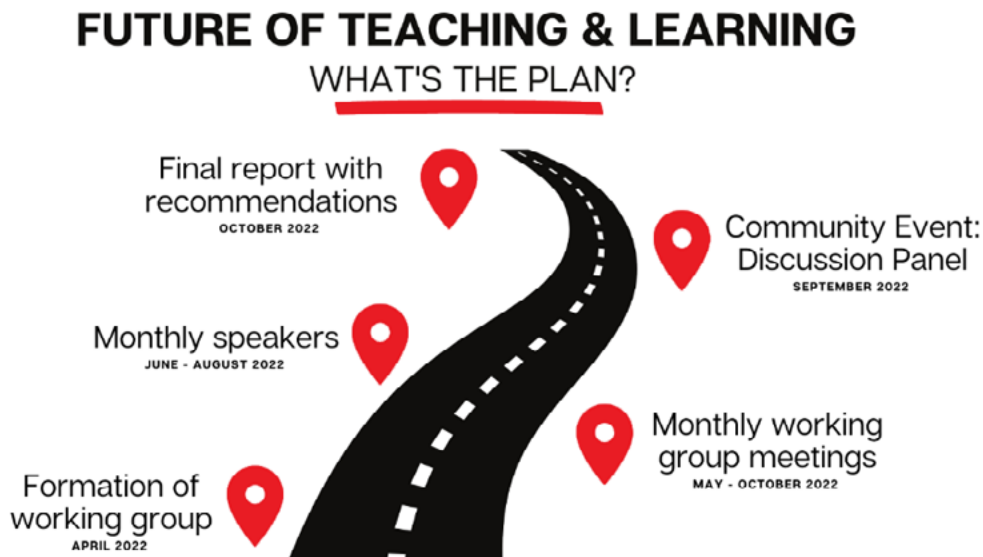 FUTURE OF TEACHING & LEARNING
WHAT'S THE PLAN?
Final report with
recommendations
OCTOBER 2022
Community Event:
Discussion Panel
SEPTEMBER 2022
Monthly speakers
JUNE - AUGUST 2022
Monthly working
group meetings
MAY - OCTOBER 2022
Formation of
working group
APRIL 2022